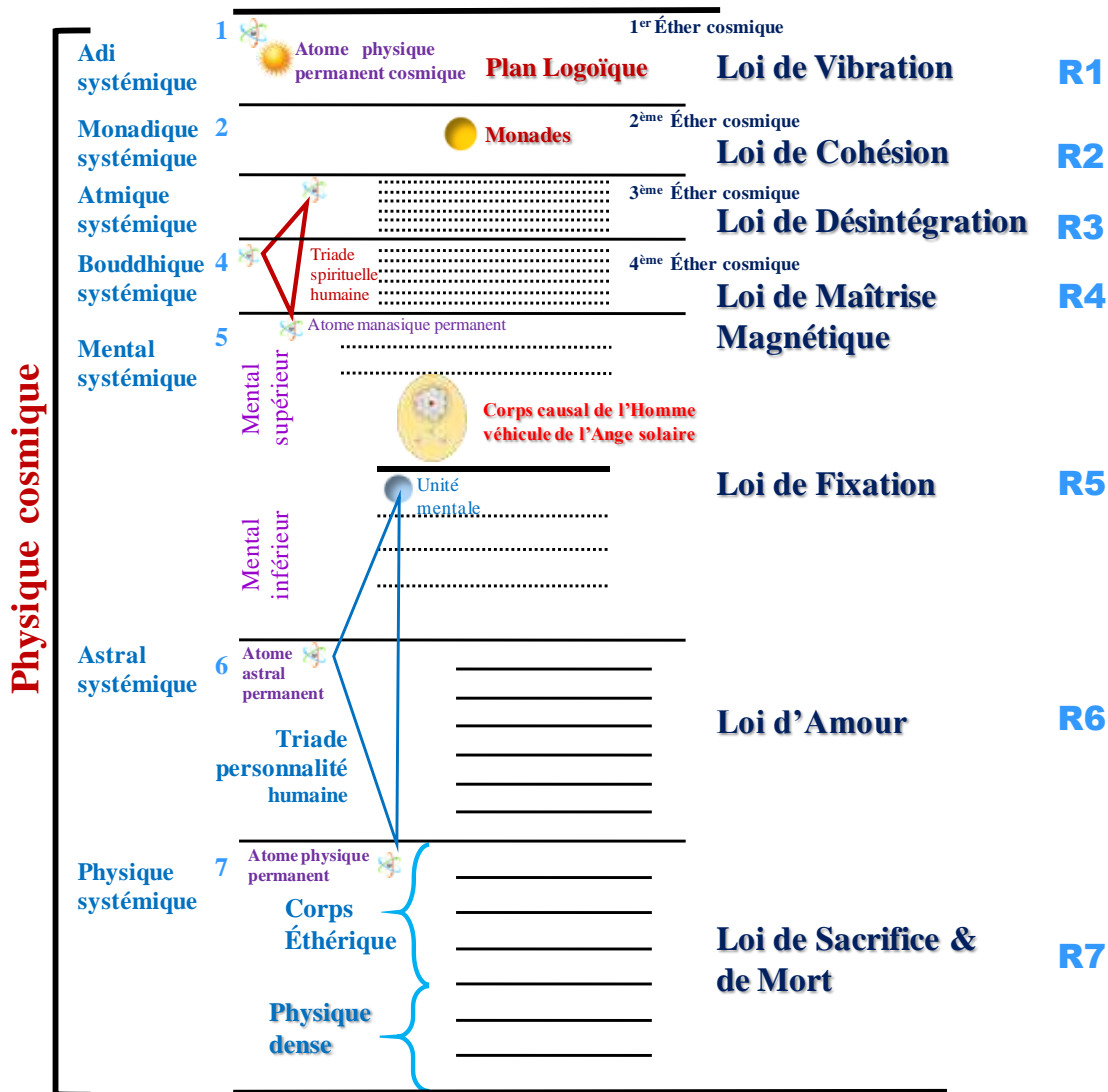 Physique cosmique
1
1er Éther cosmique
Adi
systémique
Atome physique
permanent cosmique
Plan Logoïque
Loi de Vibration
R1
Monadique
systémique
2
Monades
2ème Éther cosmique
Loi de Cohésion
R2
Atmique
systémique
3ème Éther cosmique
Loi de Désintégration
R3
Bouddhique
systémique
4
Triade
spirituelle
humaine
4ème Éther cosmique
Loi de Maîtrise
Magnétique
R4
5
Atome manasique permanent
Mental
systémique
Mental
supérieur
Corps causal de l’Homme
véhicule de l’Ange solaire
Unité
mentale
Loi de Fixation
R5
Mental
inférieur
Astral
systémique
6
Atome
astral
permanent
Loi d’Amour
R6
Triade
personnalité
humaine
Physique
systémique
7
Atome physique
permanent
Corps
Éthérique
Loi de Sacrifice &
de Mort
R7
Physique
dense